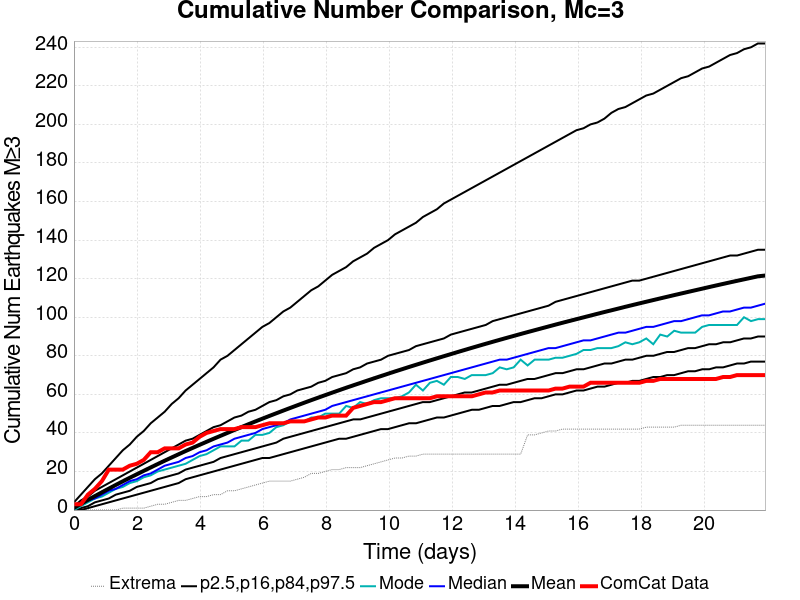 Cumulative Number Comparison, Mc=3
Cumulative Num Earthquakes M≥3
240
220
200
180
160
140
120
100
80
60
40
20
0
0 2 4 6 8 10 12 14 16 18 20
Time (days)
Extrema p2.5,p16,p84,p97.5 Mode Median Mean ComCat Data